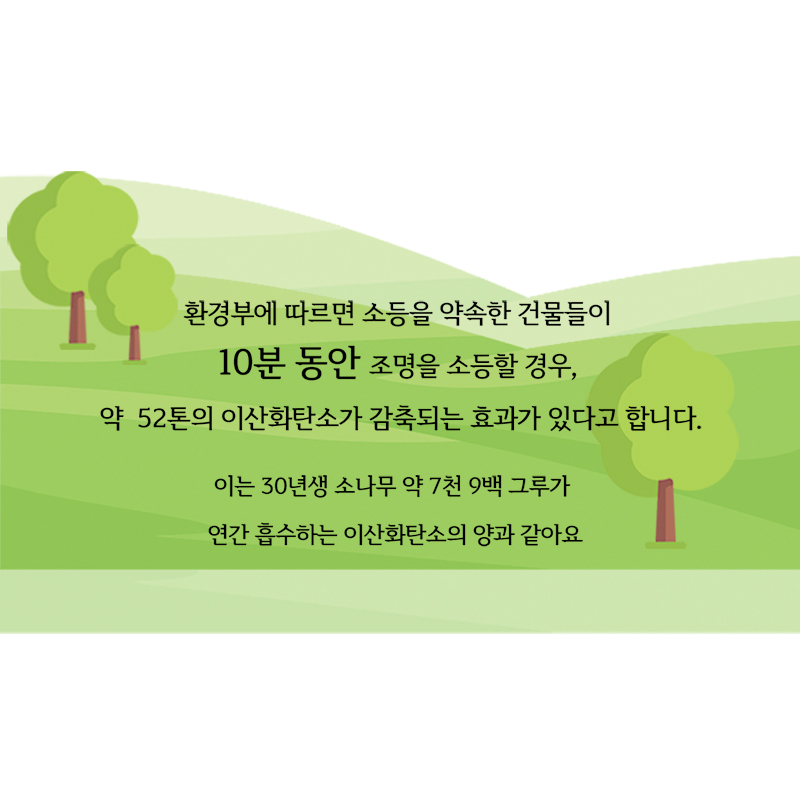 환경부에 따르면 소등을 약속한 건물들이
10분 동안 조명을 소등할 경우,
약 52톤의 이산화탄소가 감축되는 효과가 있다고 합니다.
이는 30년생 소나무 약 7천 9백 그루가
연간 흡수하는 이산화탄소의 양과 같아요